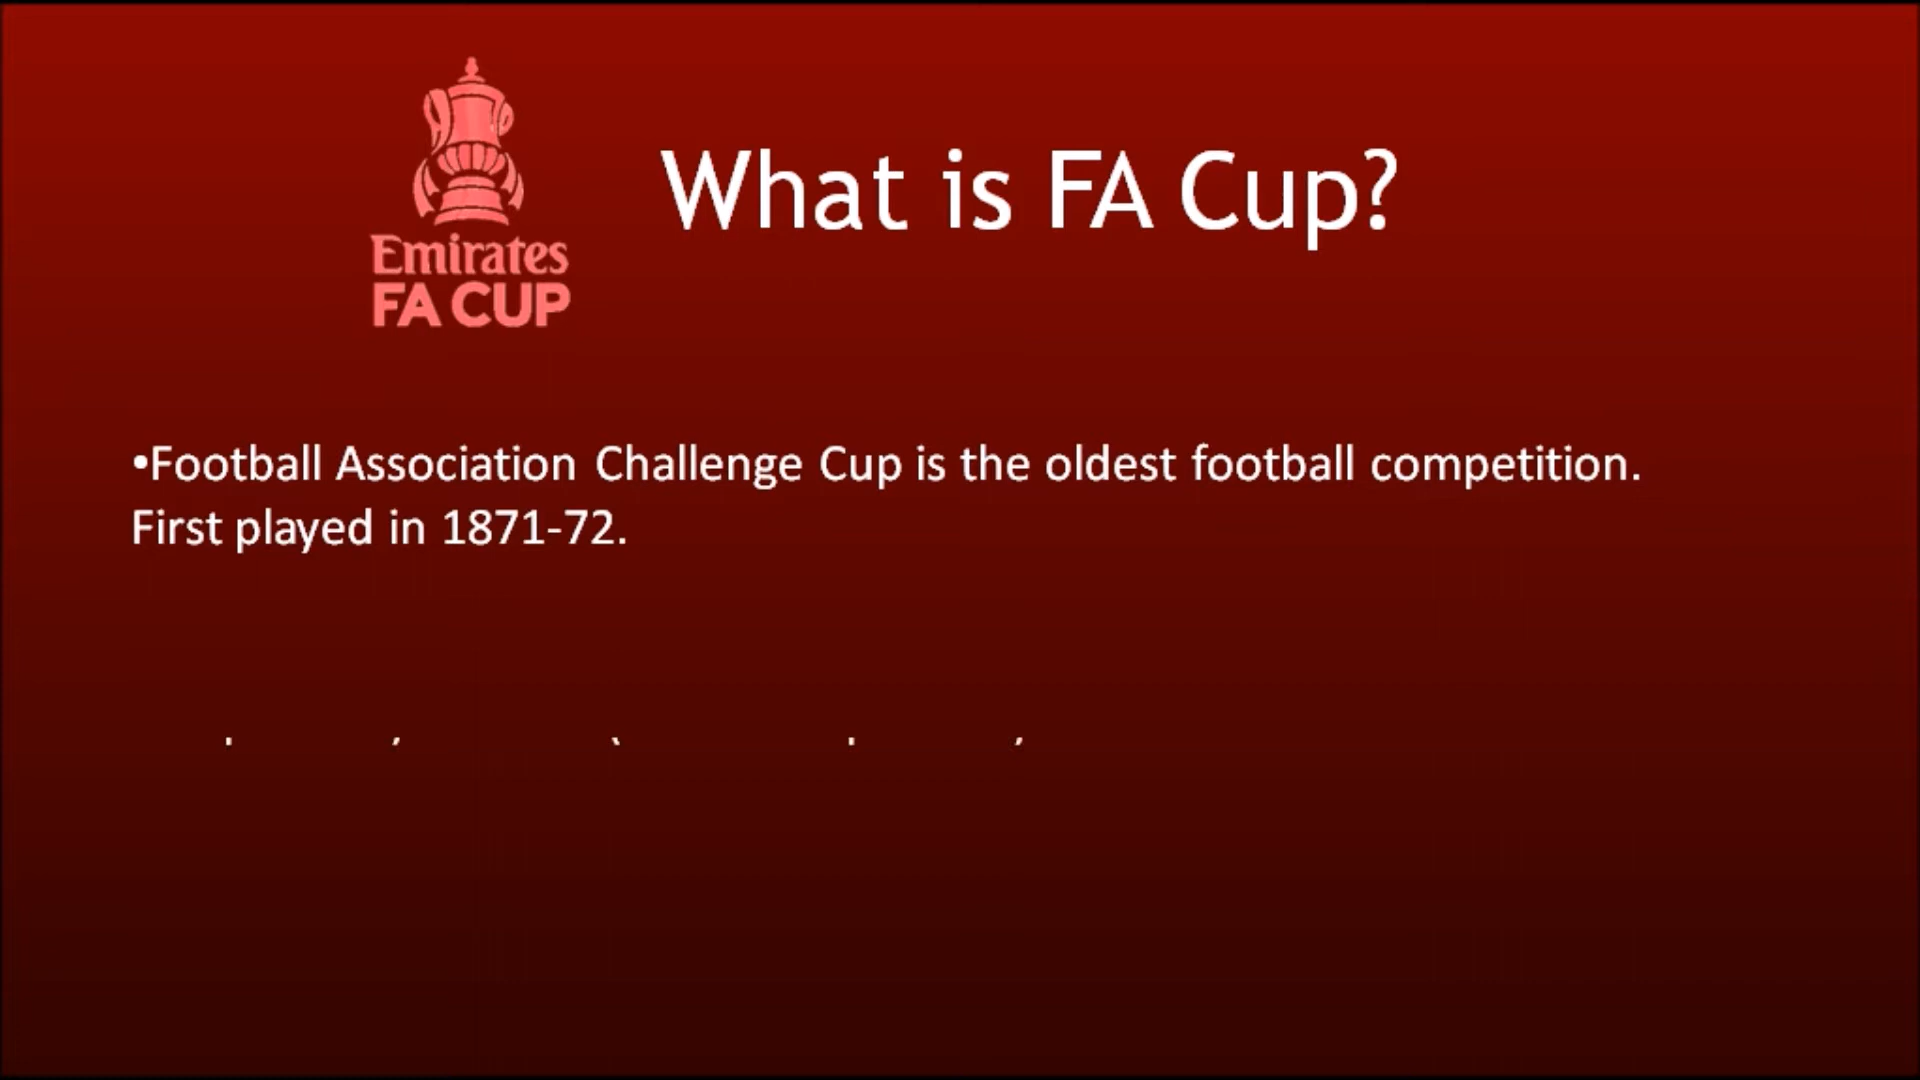 Emirates
FA CUP
What is FA Cup?
•Football Association Challenge Cup is the oldest football competition.
First played in 1871-72.